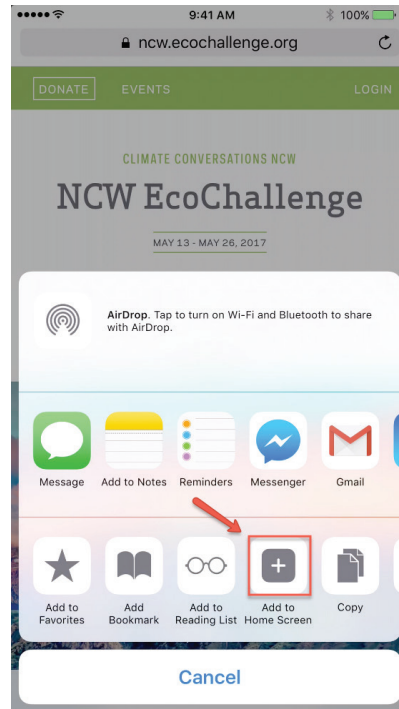 9:41 AM
100%
ncw.ecochallenge.org
DONATE EVENTS LOGIN
CLIMATE CONVERSATIONS NCW
NCW EcoChallenge
MAY 13 - MAY 26, 2017
AirDrop. Tap to turn on Wi-Fi and Bluetooth to share
with AirDrop.
Message Add to Notes Reminders Messenger Gmail
Add to Favorites
Add Bookmark
Add to Reading List
Add to Home Screen
Copy
Cancel